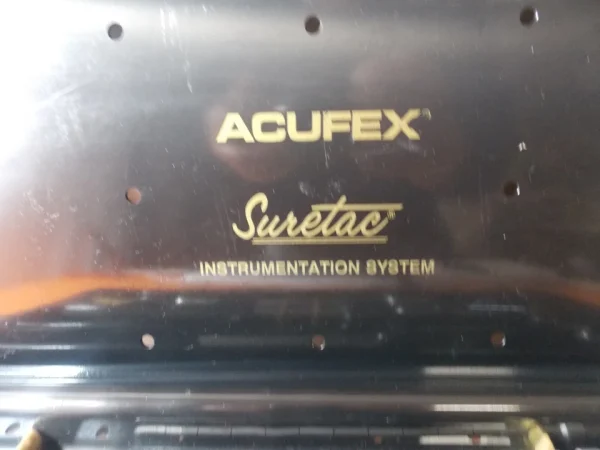 ACUFEX®
Suretac®
INSTRUMENTATION SYSTEM